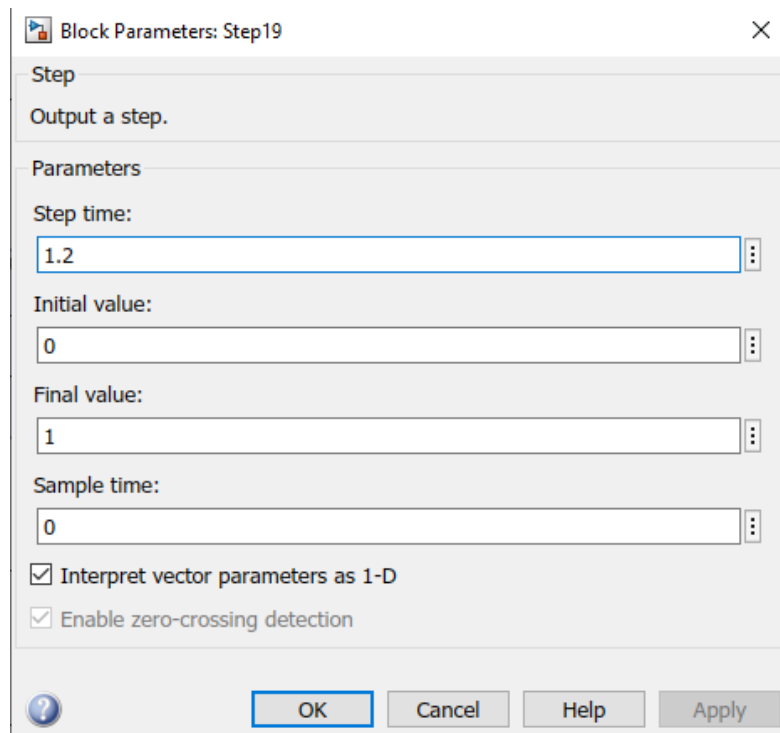 Block Parameters: Step19
Step
Output a step.
Parameters
Step time:
1.2
Initial value:
0
Final value:
1
Sample time:
0
Interpret vector parameters as 1-D
Enable zero-crossing detection
? OK Cancel Help Apply